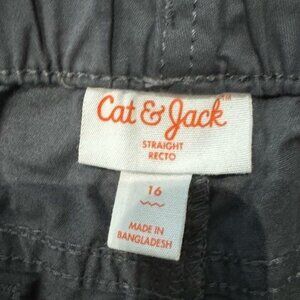 Cat & Jack
STRAIGHT
RECTO
16
MADE IN
BANGLADESH